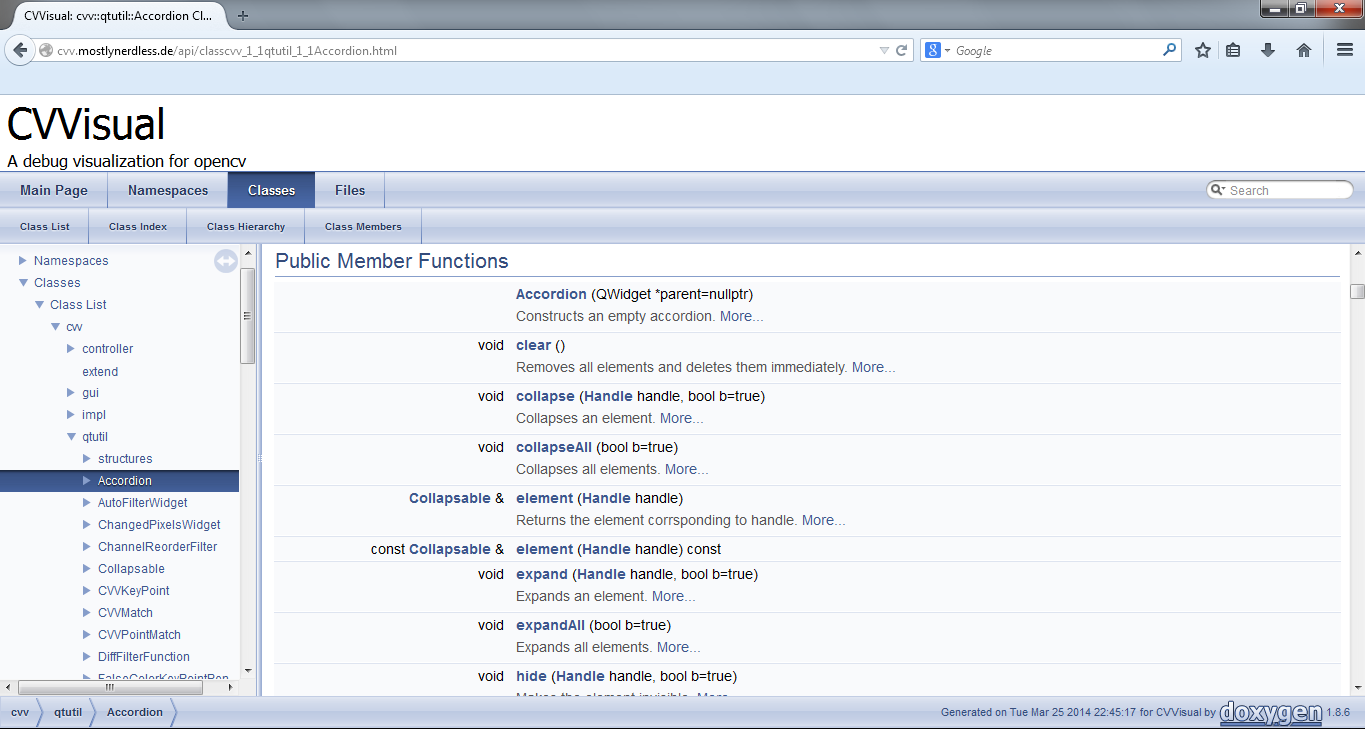 CVVisual: cvv::qtutil::Accordion Cl...
cvv.mostlynerdless.de/api/classcvv_1_1qtutil_1_1Accordion.html
8 Google
CVVisual
A debug visualization for opencv
Main Page Namespaces Classes Files Search
Class List Class Index Class Hierarchy Class Members
Namespaces
Classes
Class List
cvv
controller
extend
gui
impl
qtutil
structures
Accordion
AutoFilterWidget
ChangedPixelsWidget
ChannelReorderFilter
Collapsable
CVVKeyPoint
CVVMatch
CVVPointMatch
DiffFilterFunction
FalseColorKeyPointPen
Public Member Functions
Accordion (QWidget *parent=nullptr)
Constructs an empty accordion. More...
void clear ()
Removes all elements and deletes them immediately. More...
void collapse (Handle handle, bool b=true)
Collapses an element. More...
void collapseAll (bool b=true)
Collapses all elements. More...
Collapsable & element (Handle handle)
Returns the element corrsponding to handle. More...
const Collapsable & element (Handle handle) const
void expand (Handle handle, bool b=true)
Expands an element. More...
void expandAll (bool b=true)
Expands all elements. More...
void hide (Handle handle, bool b=true)
Makes the element invisible. More...
cvv qtutil Accordion
Generated on Tue Mar 25 2014 22:45:17 for CVVisual by doxygen 1.8.6